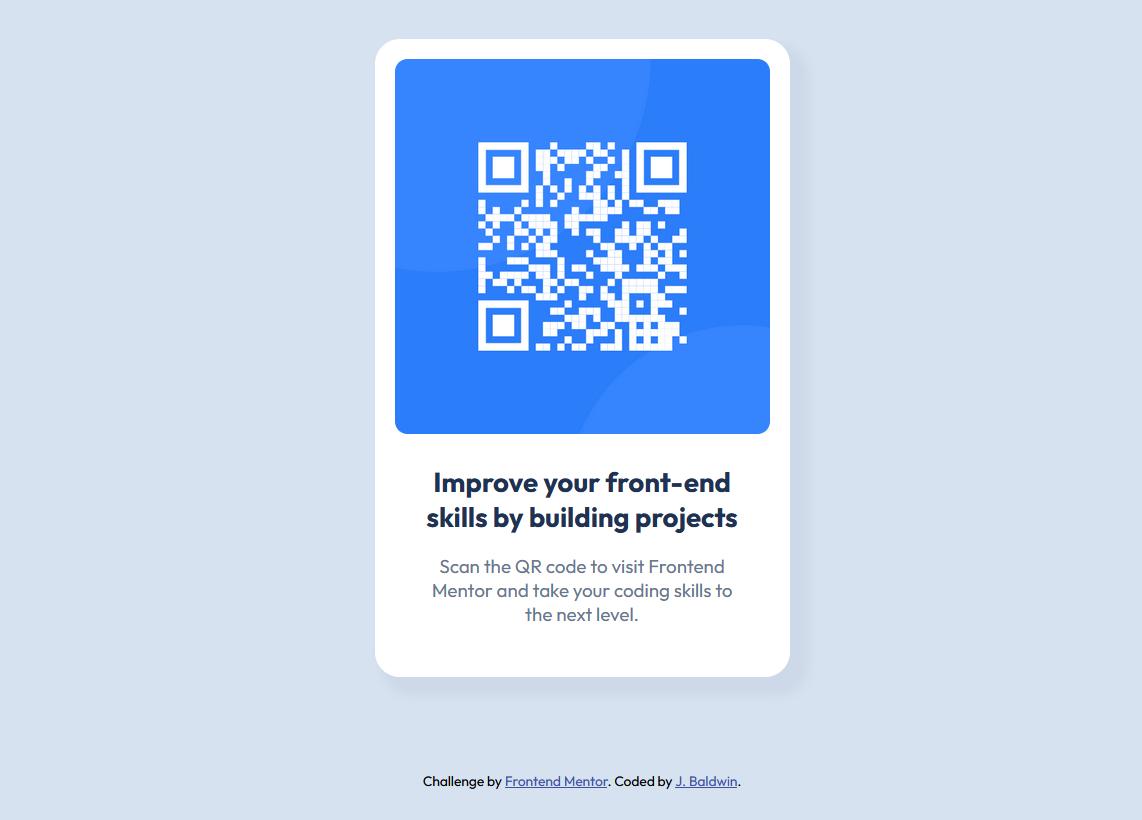 Improve your front-end
skills by building projects
Scan the QR code to visit Frontend
Mentor and take your coding skills to
the next level.
Challenge by Frontend Mentor. Coded by J. Baldwin.